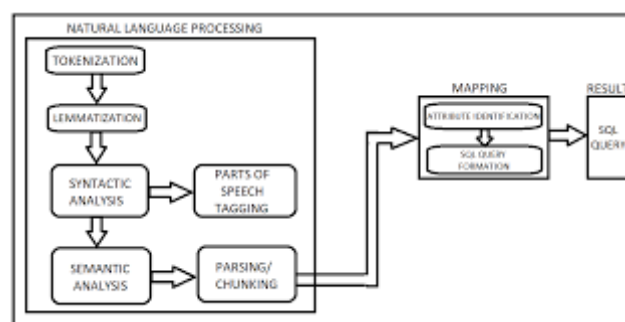 NATURAL LANGUAGE PROCESSING
TOKENIZATION
LEMMATIZATION
SYNTACTIC
ANALYSIS
PARTS OF
SPEECH
TAGGING
SEMANTIC
ANALYSIS
PARSING/
CHUNKING
MAPPING
ATTRIBUTE IDENTIFICATION
SQL QUERY
FORMATION
RESULT
SQL
QUERY